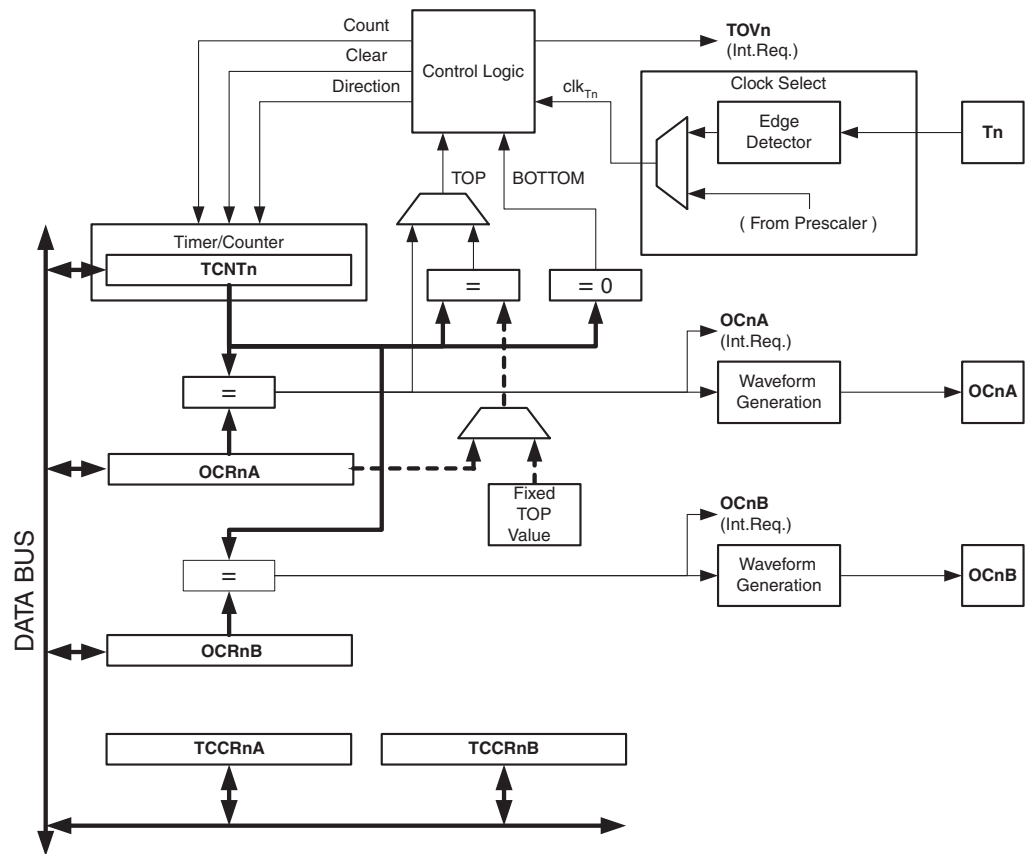 Count
Clear
Direction
Control Logic
TOVn
(Int.Req.)
clkTn
Clock Select
Edge
Detector
Tn
( From Prescaler )
TOP
BOTTOM
Timer/Counter
TCNTn
=
= 0
OCnA
(Int.Req.)
=
Waveform
Generation
OCnA
OCRnA
Fixed
TOP
Value
OCnB
(Int.Req.)
=
Waveform
Generation
OCnB
OCRnB
DATA BUS
TCCRnA
TCCRnB